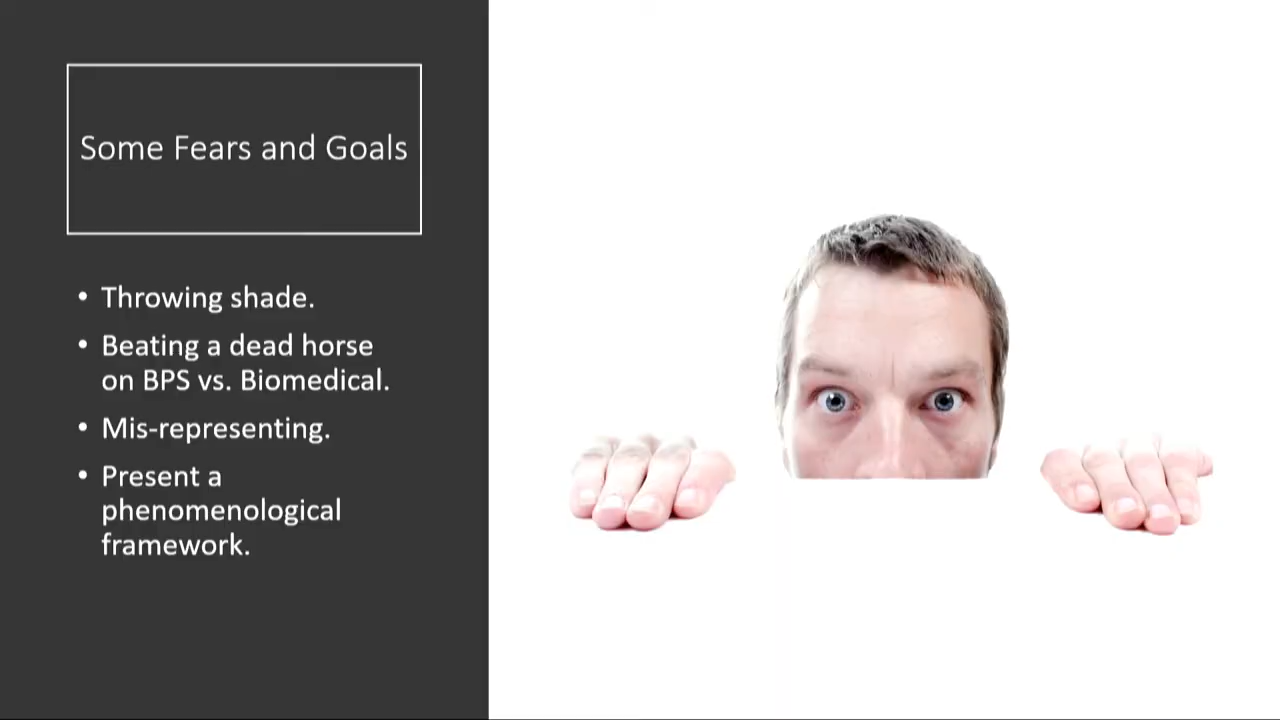 Some Fears and Goals
• Throwing shade.
• Beating a dead horse
on BPS vs. Biomedical.
• Mis-representing.
• Present a
phenomenological
framework.